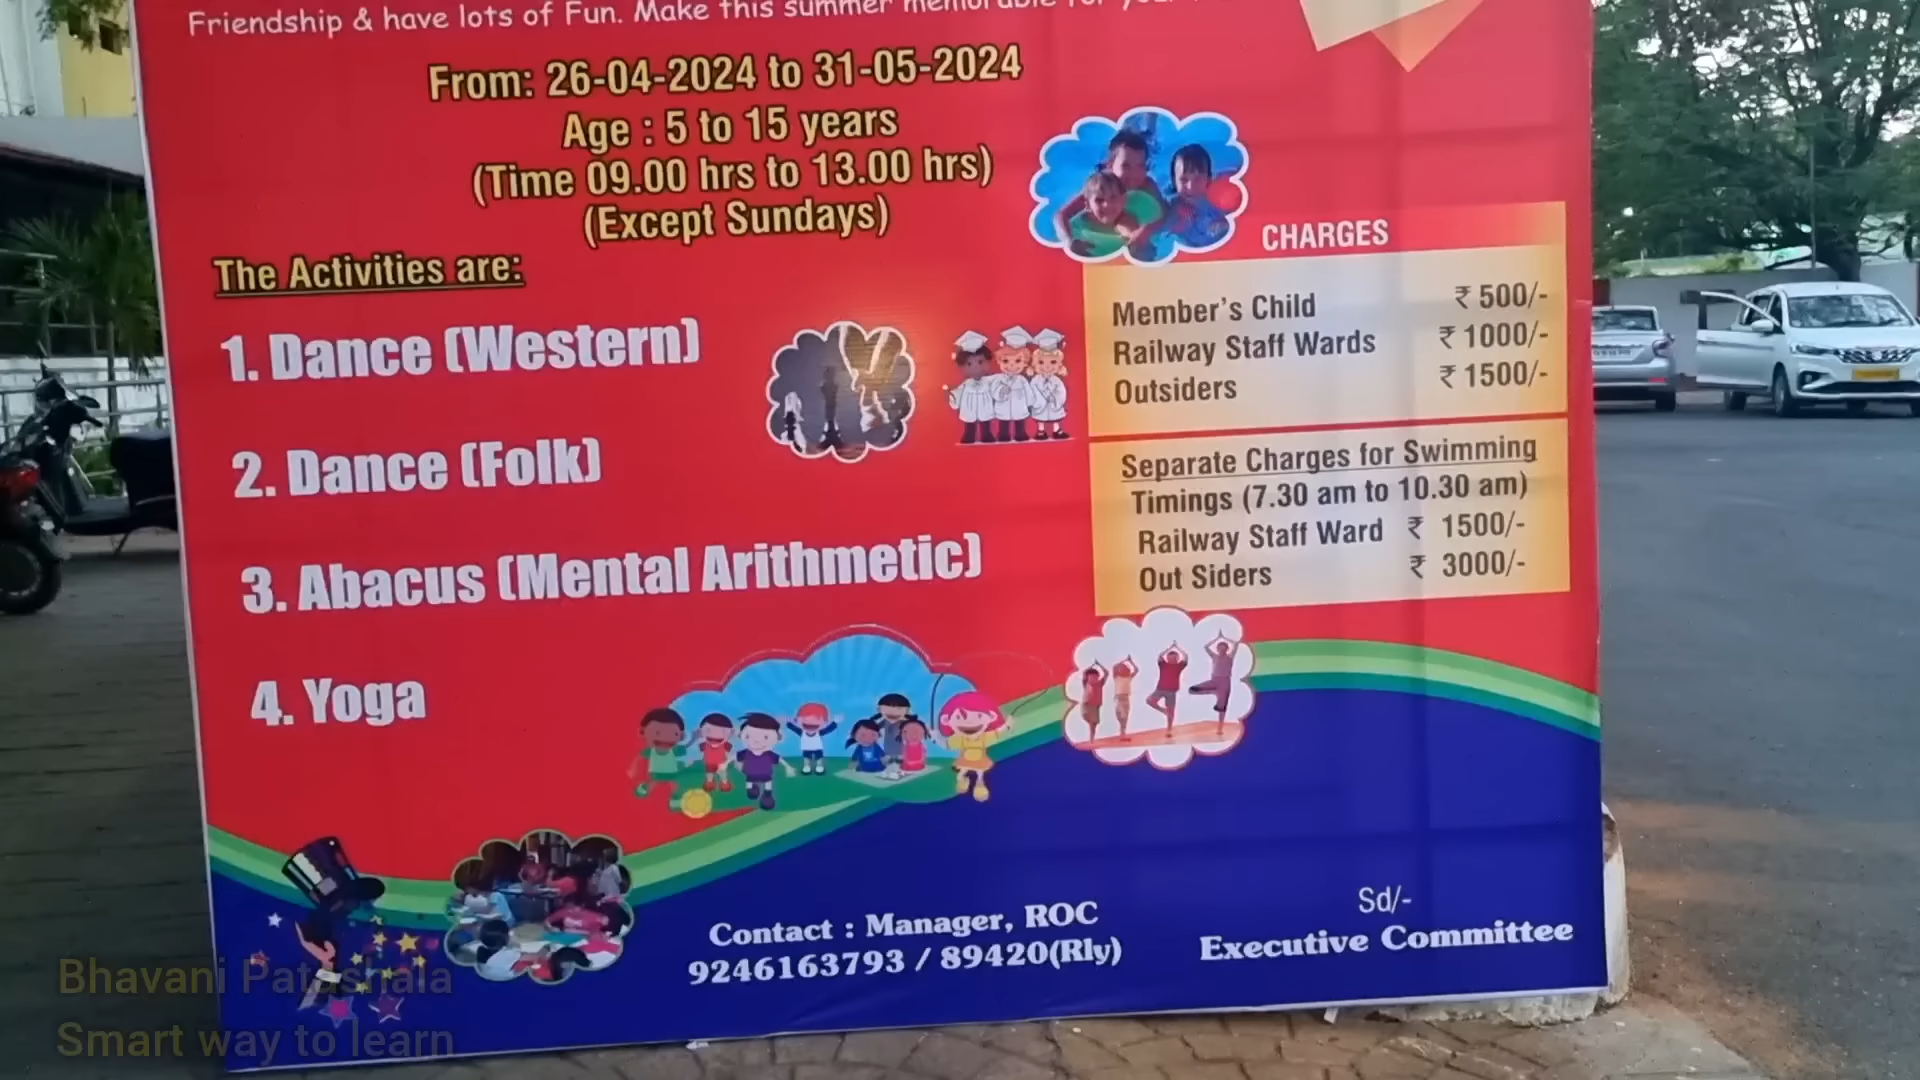 Friendship & have lots of Fun. Make this summer memorable for
From: 26-04-2024 to 31-05-2024
Age : 5 to 15 years
(Time 09.00 hrs to 13.00 hrs)
(Except Sundays)
The Activities are:
1. Dance (Western)
2. Dance (Folk)
3. Abacus (Mental Arithmetic)
4. Yoga
CHARGES
Member's Child ₹ 500/-
Railway Staff Wards ₹ 1000/-
Outsiders ₹ 1500/-
Separate Charges for Swimming
Timings (7.30 am to 10.30 am)
Railway Staff Ward ₹ 1500/-
Out Siders ₹ 3000/-
Contact : Manager, ROC
9246163793 / 89420(Rly)
Sd/-
Executive Committee
Bhavani Patashala
Smart way to learn